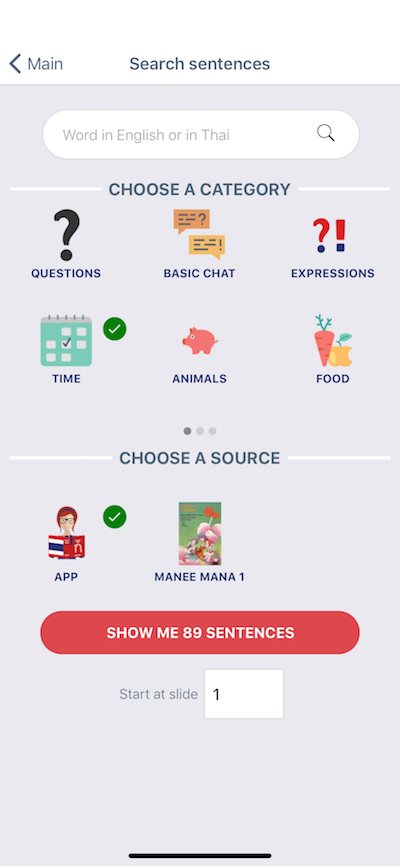 Main
Search sentences
Word in English or in Thai
CHOOSE A CATEGORY
QUESTIONS
BASIC CHAT
EXPRESSIONS
TIME
ANIMALS
FOOD
CHOOSE A SOURCE
APP
MANEE MANA 1
SHOW ME 89 SENTENCES
Start at slide
1